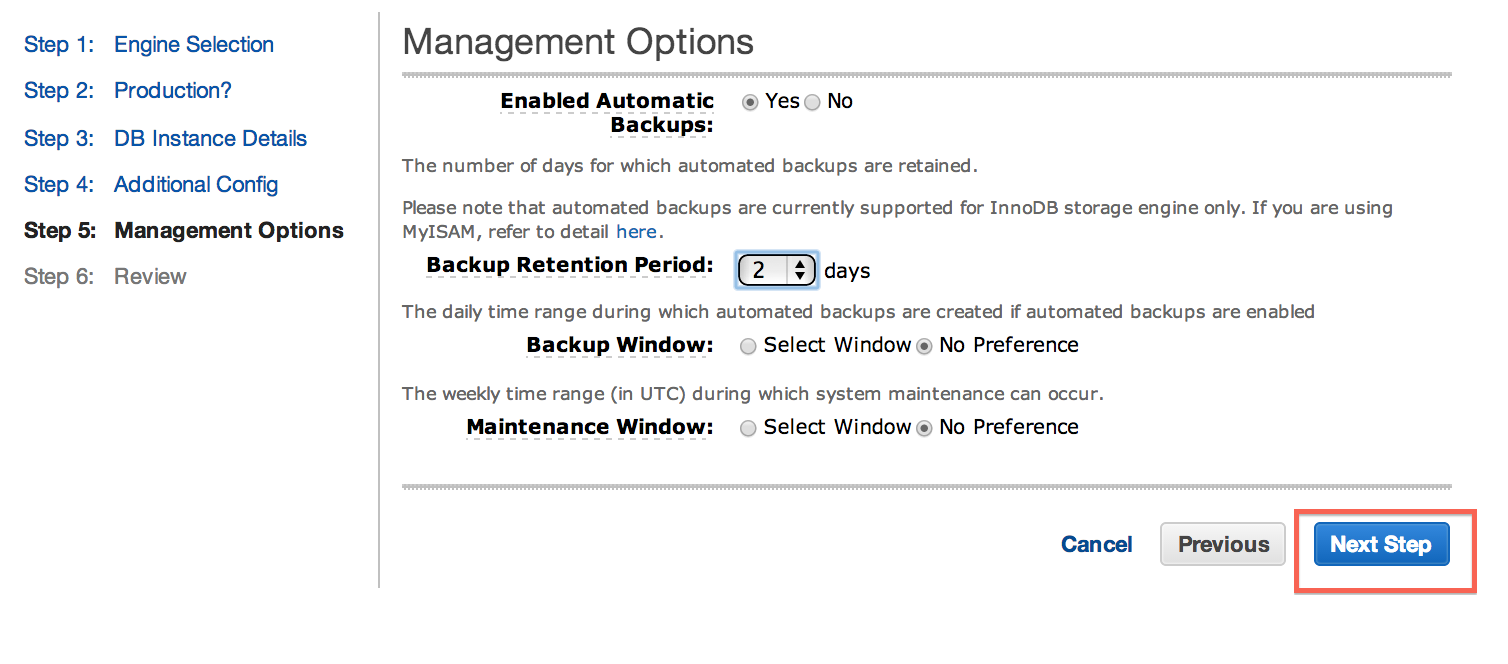 Step 1: Engine Selection
Step 2: Production?
Step 3: DB Instance Details
Step 4: Additional Config
Step 5: Management Options
Step 6: Review
Management Options
Enabled Automatic Yes No
Backups:
The number of days for which automated backups are retained.
Please note that automated backups are currently supported for InnoDB storage engine only. If you are using
MyISAM, refer to detail here.
Backup Retention Period: 2 days
The daily time range during which automated backups are created if automated backups are enabled
Backup Window: Select Window No Preference
The weekly time range (in UTC) during which system maintenance can occur.
Maintenance Window: Select Window No Preference
Cancel Previous Next Step